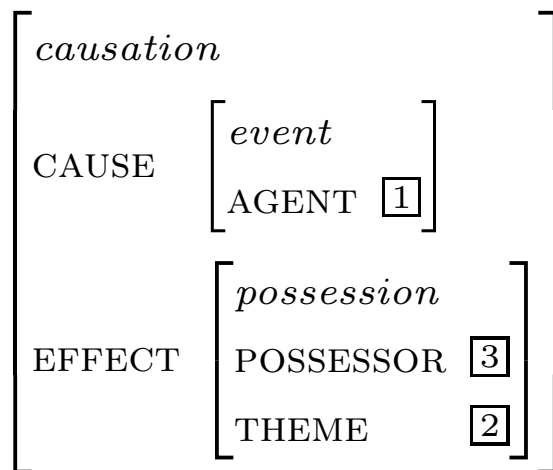 causation
CAUSE
event
AGENT 1
EFFECT
possession
POSSESSOR 3
THEME 2